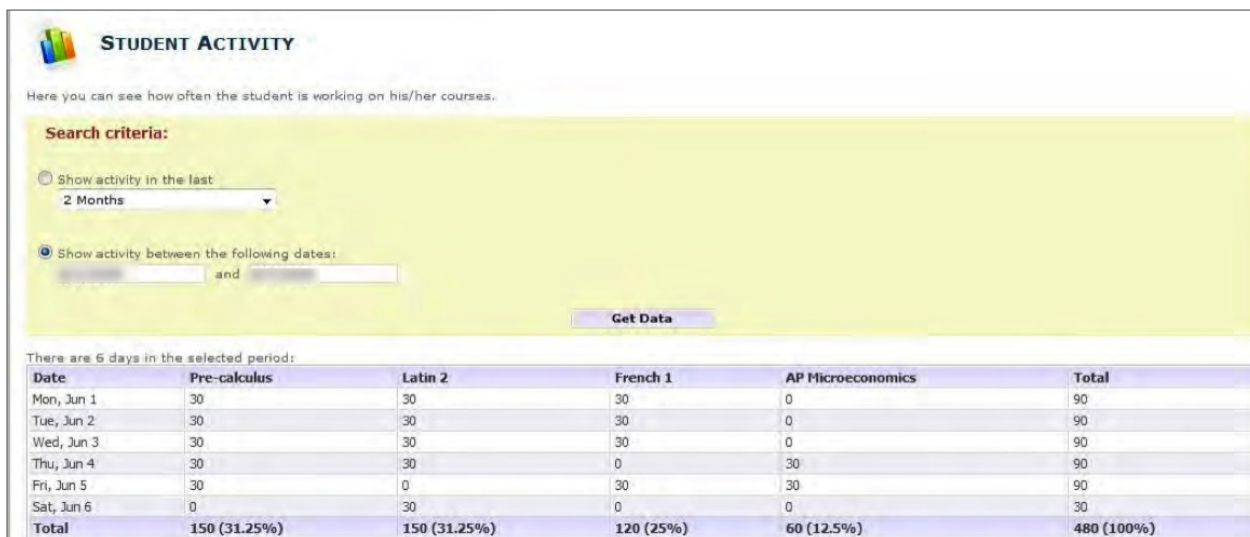 STUDENT ACTIVITY
Here you can see how often the student is working on his/her courses.
Search criteria:
Show activity in the last
2 Months
Show activity between the following dates:
and
Get Data
There are 6 days in the selected period:
Date Pre-calculus Latin 2 French 1 AP Microeconomics Total
Mon, Jun 1 30 30 30 0 90
Tue, Jun 2 30 30 30 0 90
Wed, Jun 3 30 30 30 0 90
Thu, Jun 4 30 30 0 30 90
Fri, Jun 5 30 0 30 30 90
Sat, Jun 6 0 30 0 0 30
Total 150 (31.25%) 150 (31.25%) 120 (25%) 60 (12.5%) 480 (100%)